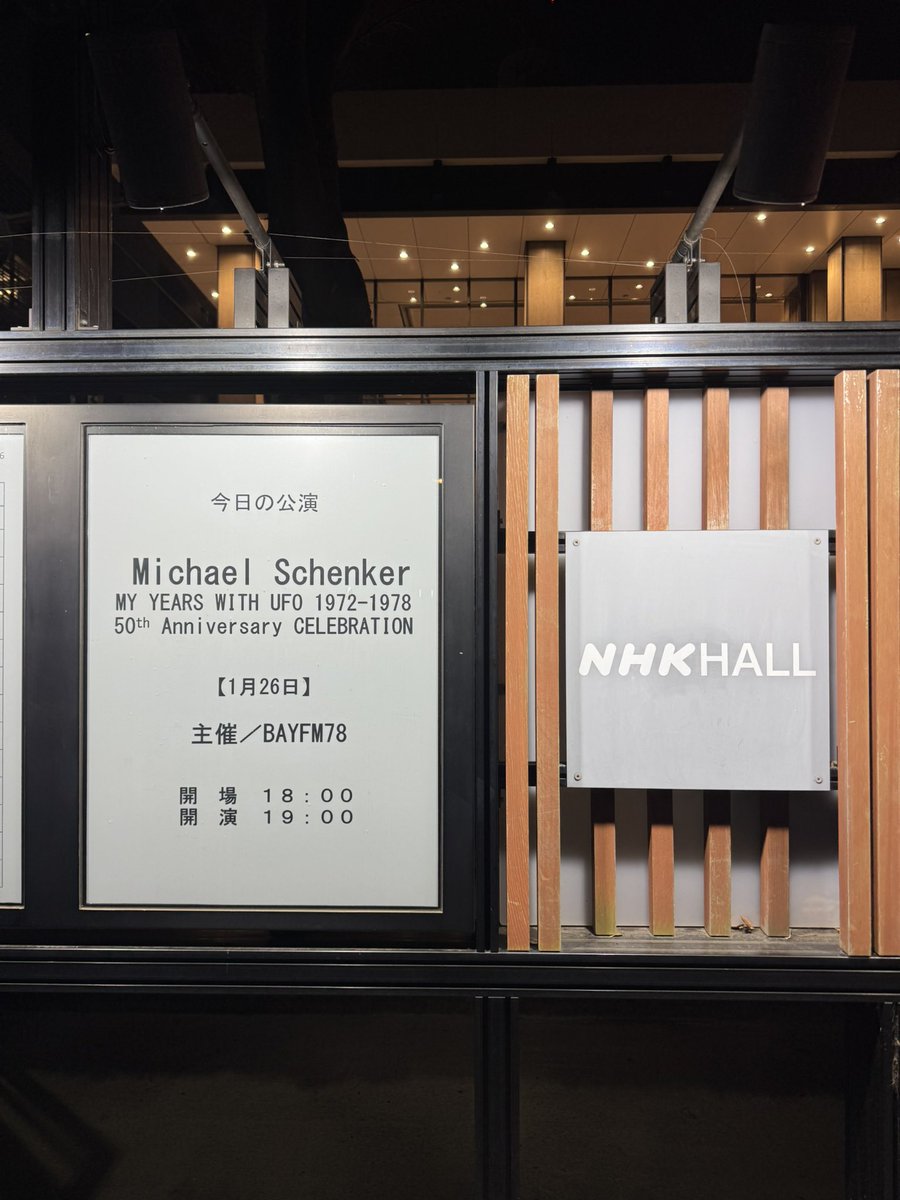 今日の公演
Michael Schenker
MY YEARS WITH UFO 1972-1978
50th Anniversary CELEBRATION
【1月26日】
主催／BAYFM78
開　場　１８：００
開　演　１９：００
NHKHALL
6